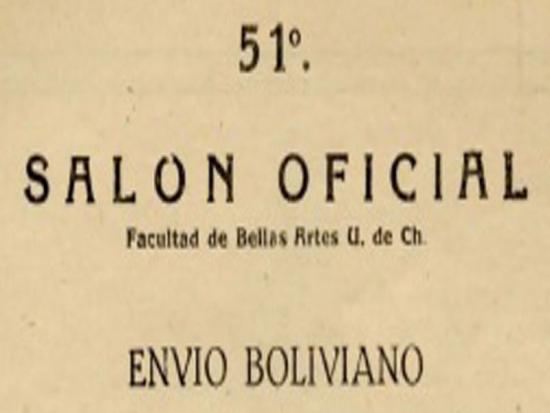 51º.
SALON OFICIAL
Facultad de Bellas Artes U. de Ch.
ENVIO BOLIVIANO